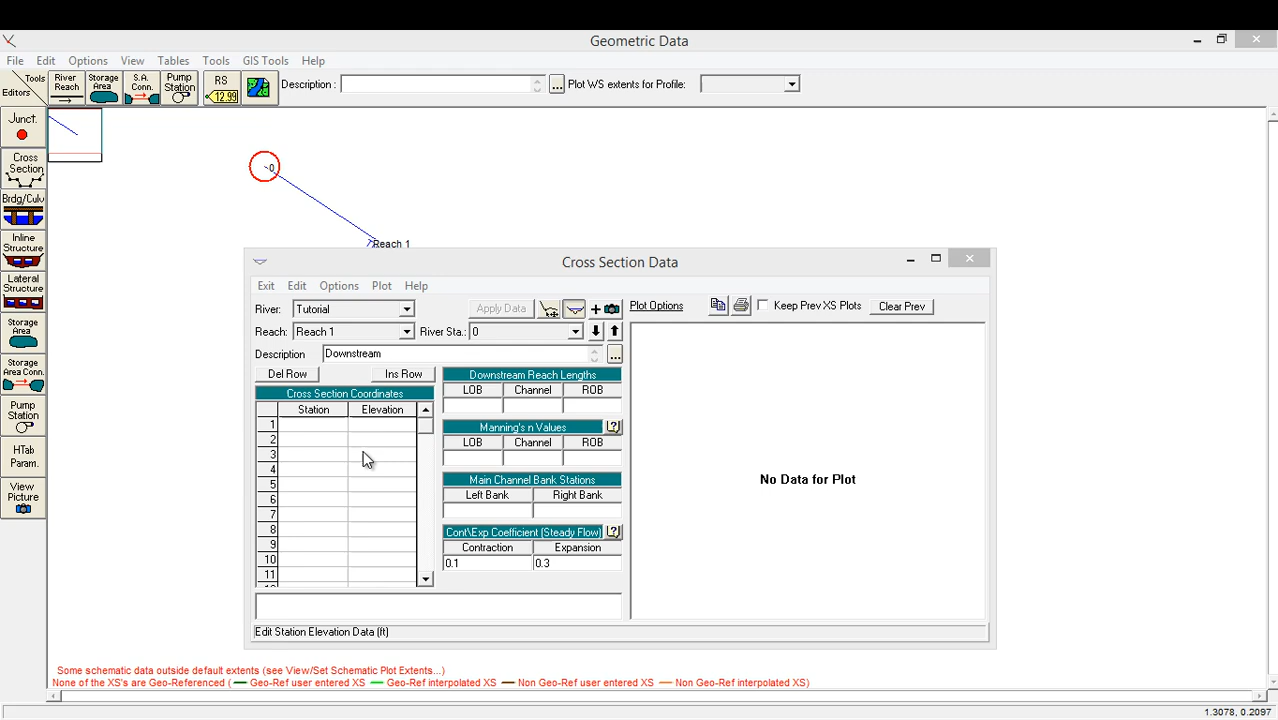 Geometric Data
File Edit Options View Tables Tools GIS Tools Help
Tools
Editors
River
Reach
Storage
Area
S.A.
Conn.
Pump
Station
RS
12.99
Description :
...
Plot WS extents for Profile:
Junct.
Cross
Section
Brdg/Culv
Inline
Structure
Lateral
Structure
Storage
Area
Storage
Area Conn.
Pump
Station
HTab
Param.
View
Picture
0
Reach 1
Cross Section Data
Exit Edit Options Plot Help
River: Tutorial Apply Data + Plot Options Keep Prev XS Plots Clear Prev
Reach: Reach 1 River Sta.: 0
Description Downstream ...
Del Row Ins Row
Cross Section Coordinates
Station Elevation
1
2
3
4
5
6
7
8
9
10
11
Downstream Reach Lengths
LOB Channel ROB
Manning's n Values
LOB Channel ROB
Main Channel Bank Stations
Left Bank Right Bank
Cont\Exp Coefficient (Steady Flow)
Contraction Expansion
0.1 0.3
No Data for Plot
Edit Station Elevation Data (ft)
Some schematic data outside default extents (see View/Set Schematic Plot Extents...)
None of the XS's are Geo-Referenced ( Geo-Ref user entered XS Geo-Ref interpolated XS Non Geo-Ref user entered XS Non Geo-Ref interpolated XS)
1.3078, 0.2097